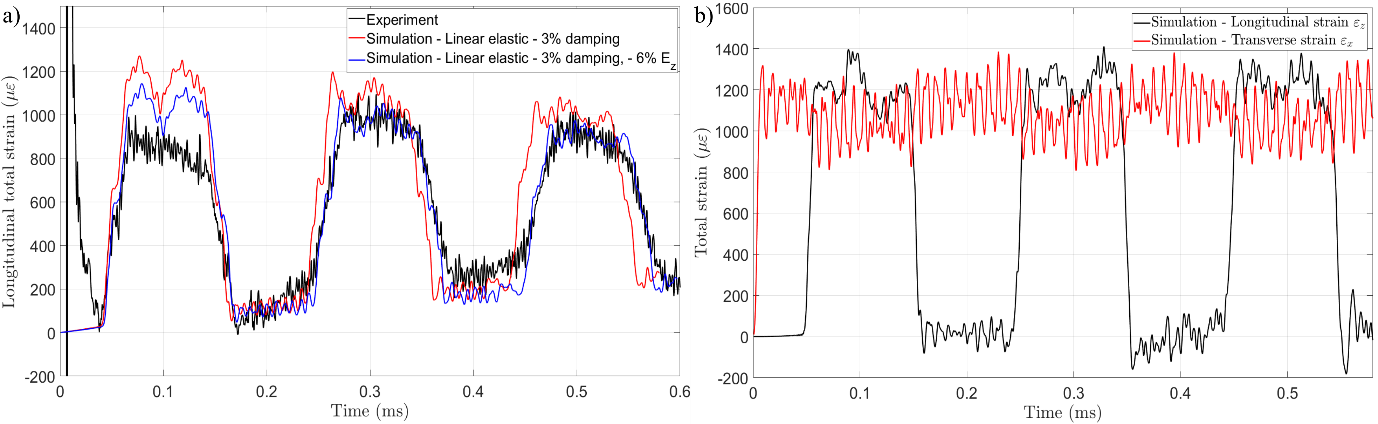 a)
Experiment
Simulation - Linear elastic - 3% damping
Simulation - Linear elastic - 3% damping, - 6% E_z
Longitudinal total strain (με)
1400
1200
1000
800
600
400
200
0
-200
0
0.1
0.2
0.3
0.4
0.5
0.6
Time (ms)
b)
Simulation - Longitudinal strain ε_z
Simulation - Transverse strain ε_x
Total strain (με)
1600
1400
1200
1000
800
600
400
200
0
-200
0
0.1
0.2
0.3
0.4
0.5
Time (ms)